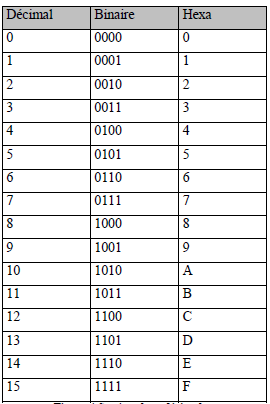 Décimal Binaire Hexa
0 0000 0
1 0001 1
2 0010 2
3 0011 3
4 0100 4
5 0101 5
6 0110 6
7 0111 7
8 1000 8
9 1001 9
10 1010 A
11 1011 B
12 1100 C
13 1101 D
14 1110 E
15 1111 F